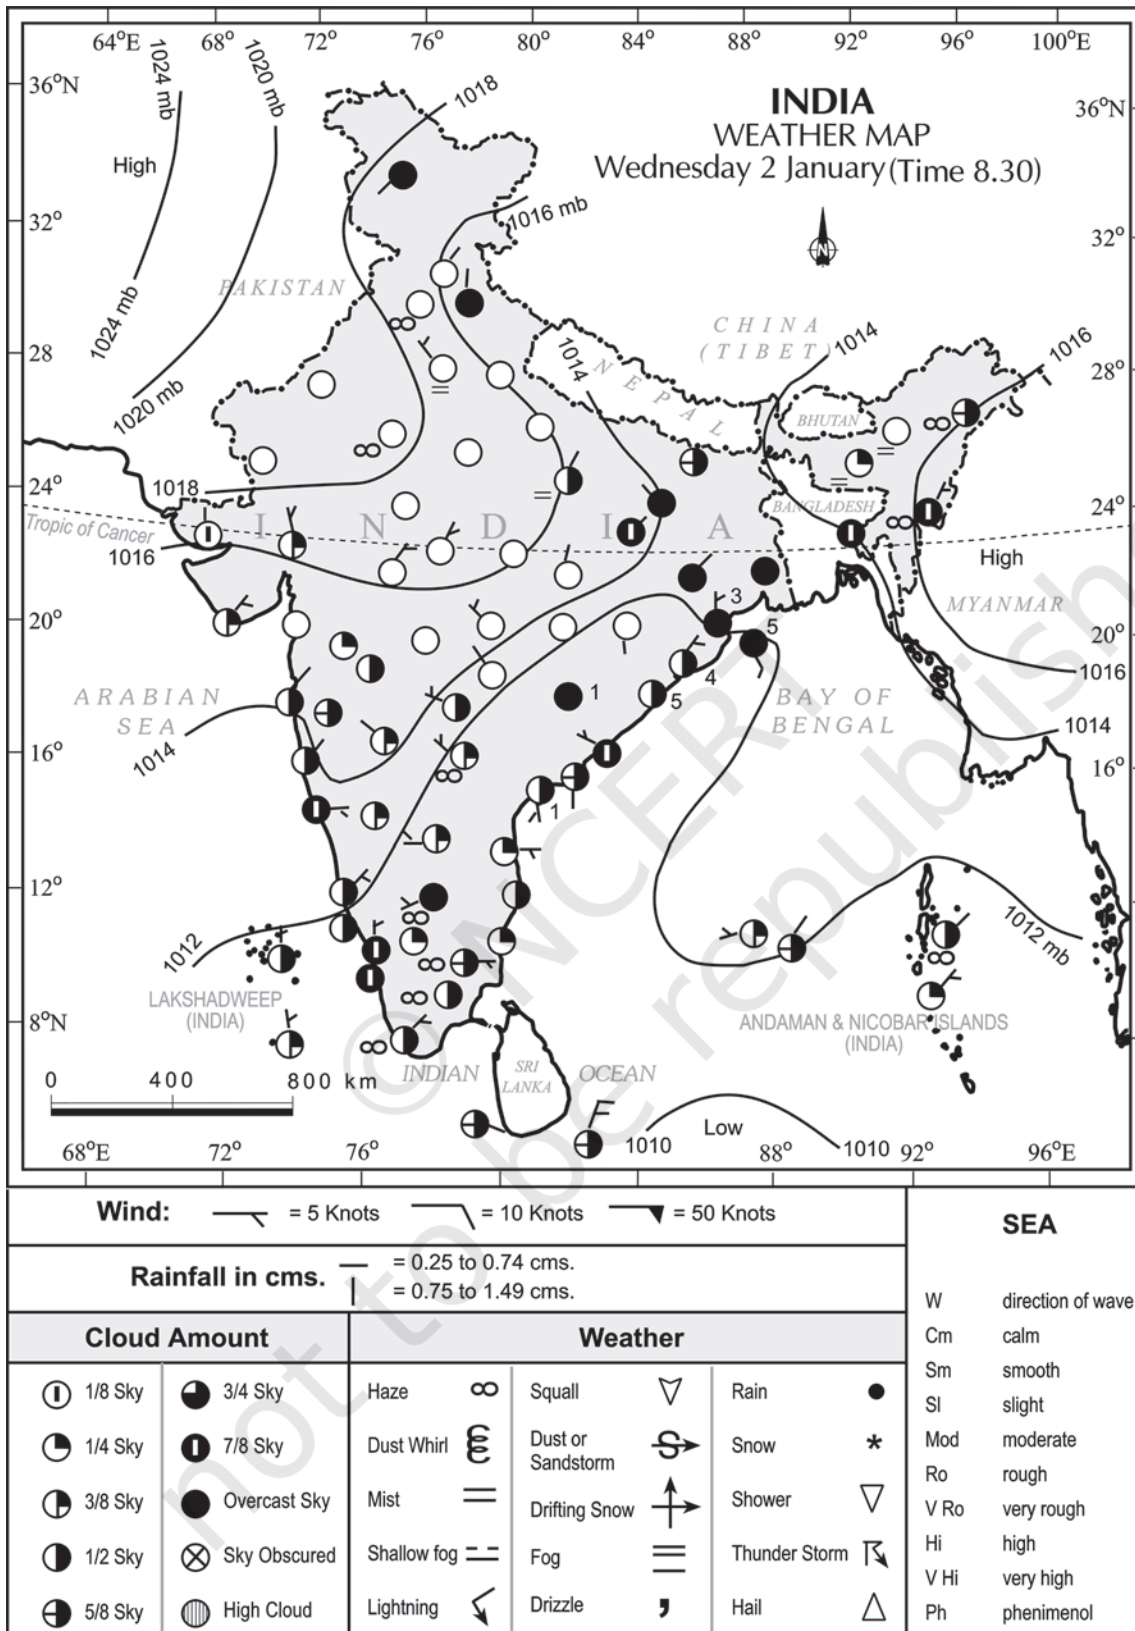 64°E 68° 72° 76° 80° 84° 88° 92° 96° 100°E
36°N
32°
28°
24°
20°
16°
12°
8°N
36°N
32°
28°
24°
20°
16°
INDIA
WEATHER MAP
Wednesday 2 January (Time 8.30)
N
1024 mb
1020 mb
1018
High
1016 mb
PAKISTAN
1024 mb
1020 mb
CHINA
(TIBET)
1014
1014
1016
NEPAL
BHUTAN
1018
BANGLADESH
Tropic of Cancer
INDIA
1016
High
MYANMAR
3
5
1016
ARABIAN
SEA
4
1
5
BAY OF
BENGAL
1014
1014
1
1012
1012 mb
LAKSHADWEEP
(INDIA)
ANDAMAN & NICOBAR ISLANDS
(INDIA)
INDIAN
SRI
LANKA
OCEAN
0 400 800 km
Low
1010
1010
68°E 72° 76° 88° 92° 96°E
© NCERT
not to be republish
Wind: = 5 Knots = 10 Knots = 50 Knots
Rainfall in cms. = 0.25 to 0.74 cms.
= 0.75 to 1.49 cms.
Cloud Amount
1/8 Sky 3/4 Sky
1/4 Sky 7/8 Sky
3/8 Sky Overcast Sky
1/2 Sky Sky Obscured
5/8 Sky High Cloud
Weather
Haze Squall Rain
Dust Whirl Dust or
Sandstorm Snow
Mist Drifting Snow Shower
Shallow fog Fog Thunder Storm
Lightning Drizzle Hail
SEA
W direction of wave
Cm calm
Sm smooth
Sl slight
Mod moderate
Ro rough
V Ro very rough
Hi high
V Hi very high
Ph phenimenol